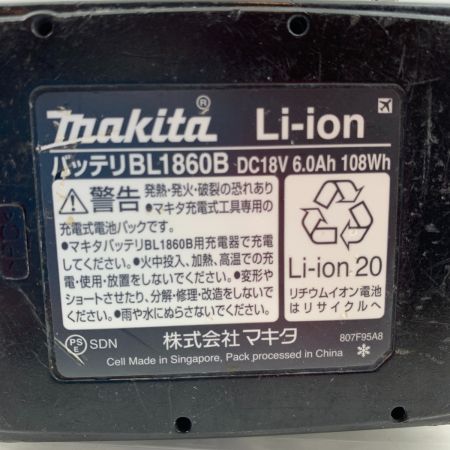 makita® Li-ion
バッテリBL1860B DC18V 6.0Ah 108Wh
警告 発熱・発火・破裂の恐れあり
●マキタ充電式工具専用の
充電式電池パックです。
●マキタバッテリBL1860B用充電器で充電
してください。●火中投入、加熱、高温での充
電・使用・放置をしないでください。●変形や
ショートさせたり、分解・修理・改造をしないで
ください。●雨や水にぬらさないでください。
Li-ion 20
リチウムイオン電池
はリサイクルへ
PSE SDN 株式会社マキタ 807F95A8
Cell Made in Singapore, Pack processed in China